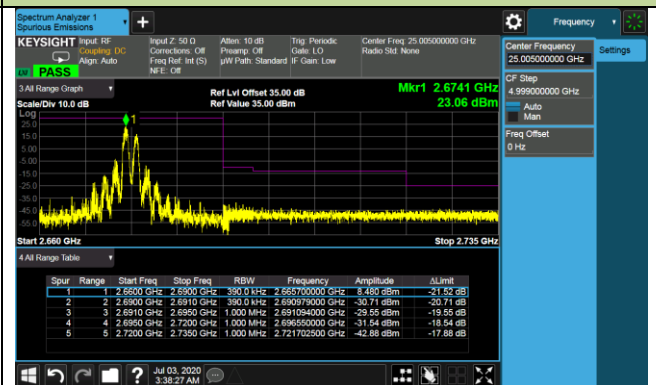 Spectrum Analyzer 1
Spurious Emissions
Frequency
KEYSIGHT Input: RF Input Z: 50 Ω Atten: 10 dB Trig: Periodic Center Freq: 25.005000000 GHz
Coupling: DC Corrections: Off Preamp: Off Gate: LO Radio Std: None
Align: Auto Freq Ref: Int (S) µW Path: Standard IF Gain: Low
NFE: Off
LW PASS
Center Frequency
25.005000000 GHz
Settings
CF Step
4.999000000 GHz
Auto
Man
Freq Offset
0 Hz
3 All Range Graph
Ref Lvl Offset 35.00 dB
Mkr1 2.6741 GHz
Scale/Div 10.0 dB
Ref Value 35.00 dBm
23.06 dBm
Log
25.0
15.0
5.00
-5.00
-15.0
-25.0
-35.0
-45.0
-55.0
1
Start 2.660 GHz
Stop 2.735 GHz
4 All Range Table
Spur Range Start Freq Stop Freq RBW Frequency Amplitude ΔLimit
1 1 2.6600 GHz 2.6900 GHz 390.0 kHz 2.665700000 GHz 8.480 dBm -21.52 dB
2 2 2.6900 GHz 2.6910 GHz 390.0 kHz 2.690979000 GHz -30.71 dBm -20.71 dB
3 3 2.6910 GHz 2.6950 GHz 1.000 MHz 2.691094000 GHz -29.55 dBm -19.55 dB
4 4 2.6950 GHz 2.7200 GHz 1.000 MHz 2.696550000 GHz -31.54 dBm -18.54 dB
5 5 2.7200 GHz 2.7350 GHz 1.000 MHz 2.721702500 GHz -42.88 dBm -17.88 dB
Jul 03, 2020
3:38:27 AM